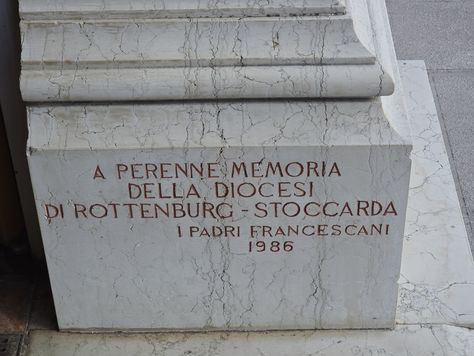 A PERENNE MEMORIA
DELLA DIOCESI
DI ROTTENBURG - STOCCARDA
I PADRI FRANCESCANI
1986